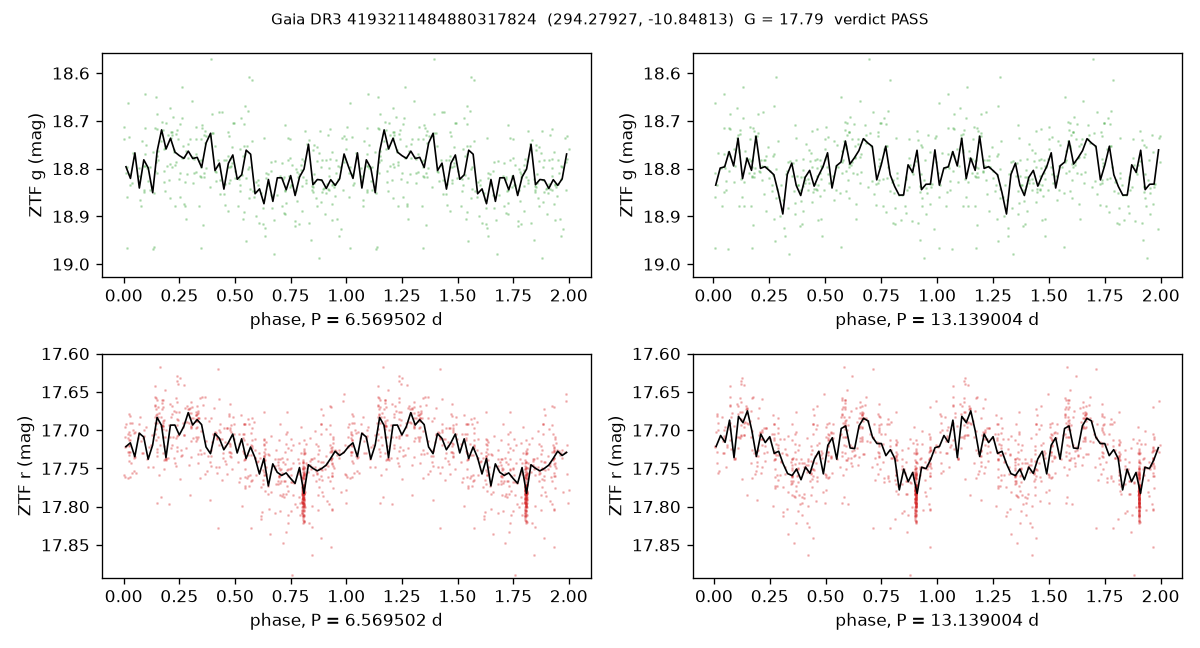 Gaia DR3 4193211484880317824  (294.27927, -10.84813)  G = 17.79  verdict PASS
ZTF g (mag)
18.6
18.7
18.8
18.9
19.0
0.00 0.25 0.50 0.75 1.00 1.25 1.50 1.75 2.00
phase, P = 6.569502 d
ZTF g (mag)
18.6
18.7
18.8
18.9
19.0
0.00 0.25 0.50 0.75 1.00 1.25 1.50 1.75 2.00
phase, P = 13.139004 d
ZTF r (mag)
17.60
17.65
17.70
17.75
17.80
17.85
0.00 0.25 0.50 0.75 1.00 1.25 1.50 1.75 2.00
phase, P = 6.569502 d
ZTF r (mag)
17.60
17.65
17.70
17.75
17.80
17.85
0.00 0.25 0.50 0.75 1.00 1.25 1.50 1.75 2.00
phase, P = 13.139004 d